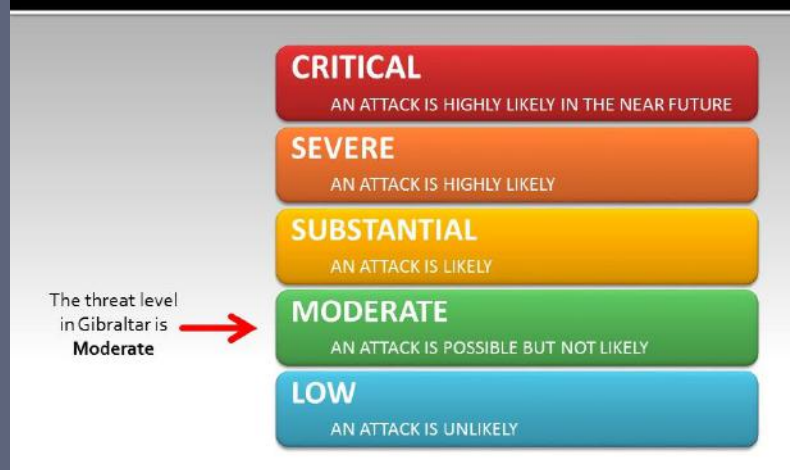 CRITICAL
AN ATTACK IS HIGHLY LIKELY IN THE NEAR FUTURE
SEVERE
AN ATTACK IS HIGHLY LIKELY
SUBSTANTIAL
AN ATTACK IS LIKELY
The threat level
in Gibraltar is
Moderate
MODERATE
AN ATTACK IS POSSIBLE BUT NOT LIKELY
LOW
AN ATTACK IS UNLIKELY